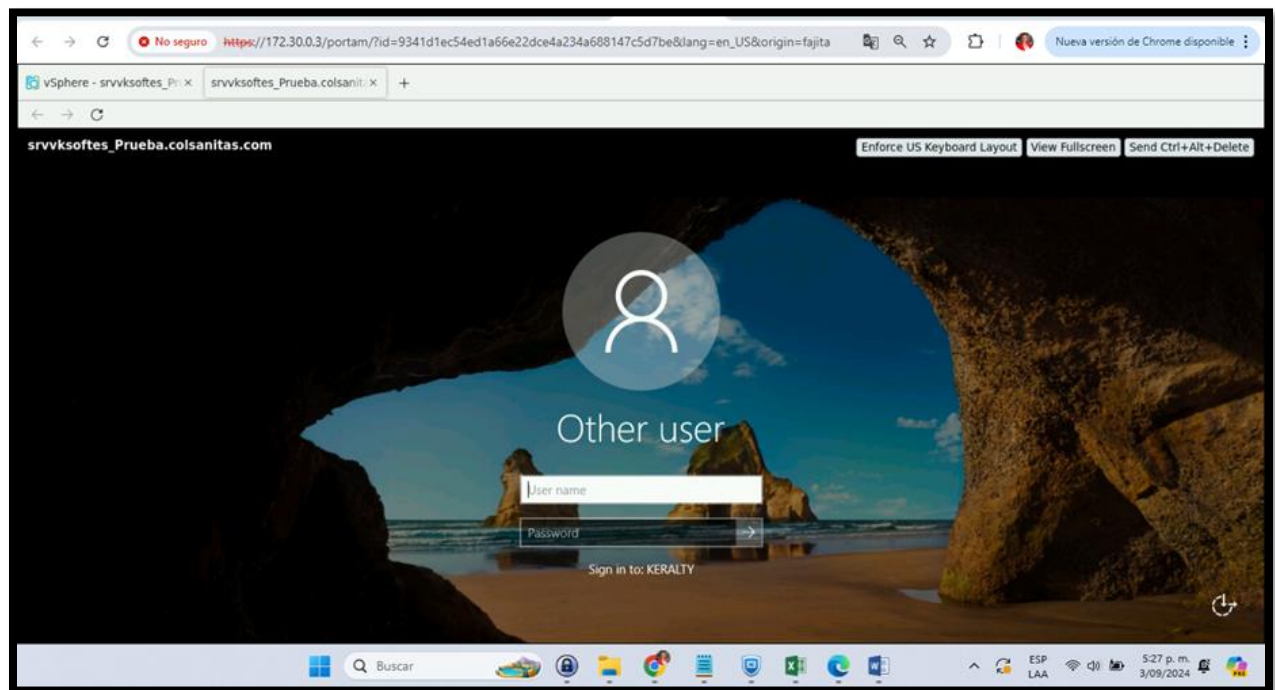 No seguro https://172.30.0.3/portam/?id=9341d1ec54ed1a66e22dce4a234a688147c5d7be&lang=en_US&origin=fajita Nueva versión de Chrome disponible
vSphere - srvvksoftes_Pr srvvksoftes_Prueba.colsanit
srvvksoftes_Prueba.colsanitas.com Enforce US Keyboard Layout View Fullscreen Send Ctrl+Alt+Delete
Other user
User name
Password
Sign in to: KERALTY
Buscar ESP LAA 5:27 p. m.
3/09/2024